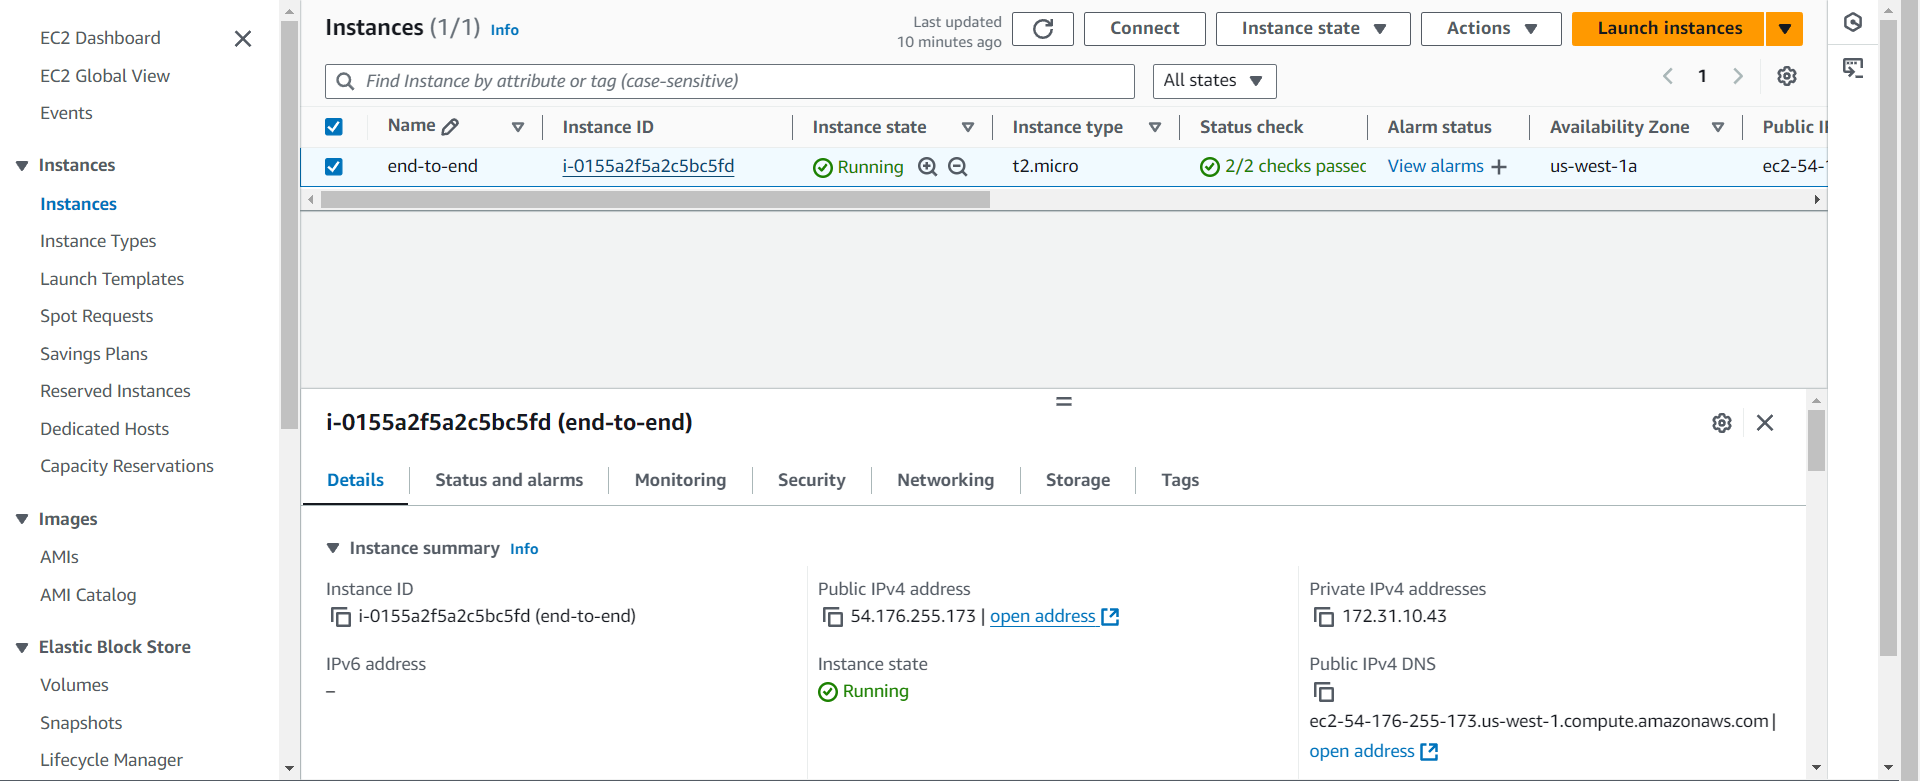 EC2 Dashboard
EC2 Global View
Events
Instances
Instances
Instance Types
Launch Templates
Spot Requests
Savings Plans
Reserved Instances
Dedicated Hosts
Capacity Reservations
Images
AMIs
AMI Catalog
Elastic Block Store
Volumes
Snapshots
Lifecycle Manager
Instances (1/1) Info
Last updated
10 minutes ago
Connect
Instance state
Actions
Launch instances
Find Instance by attribute or tag (case-sensitive)
All states
1
Name Instance ID Instance state Instance type Status check Alarm status Availability Zone Public
end-to-end i-0155a2f5a2c5bc5fd Running t2.micro 2/2 checks passec View alarms + us-west-1a ec2-54-
i-0155a2f5a2c5bc5fd (end-to-end)
Details Status and alarms Monitoring Security Networking Storage Tags
Instance summary Info
Instance ID
i-0155a2f5a2c5bc5fd (end-to-end)
Public IPv4 address
54.176.255.173 | open address
Private IPv4 addresses
172.31.10.43
IPv6 address
–
Instance state
Running
Public IPv4 DNS
ec2-54-176-255-173.us-west-1.compute.amazonaws.com |
open address